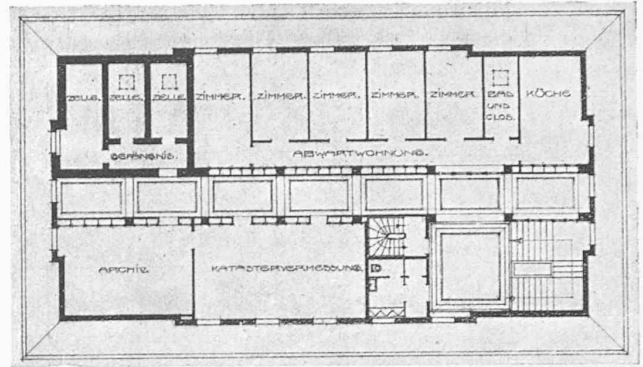 ZELLE. ZELLE. ZELLE. ZIMMER. ZIMMER. ZIMMER. ZIMMER. ZIMMER. BAD UND CLOS. KÜCHE
GEFÄNGNIS. ABWARTWOHNUNG.
ARCHIV. KATASTERVERMESSUNG.